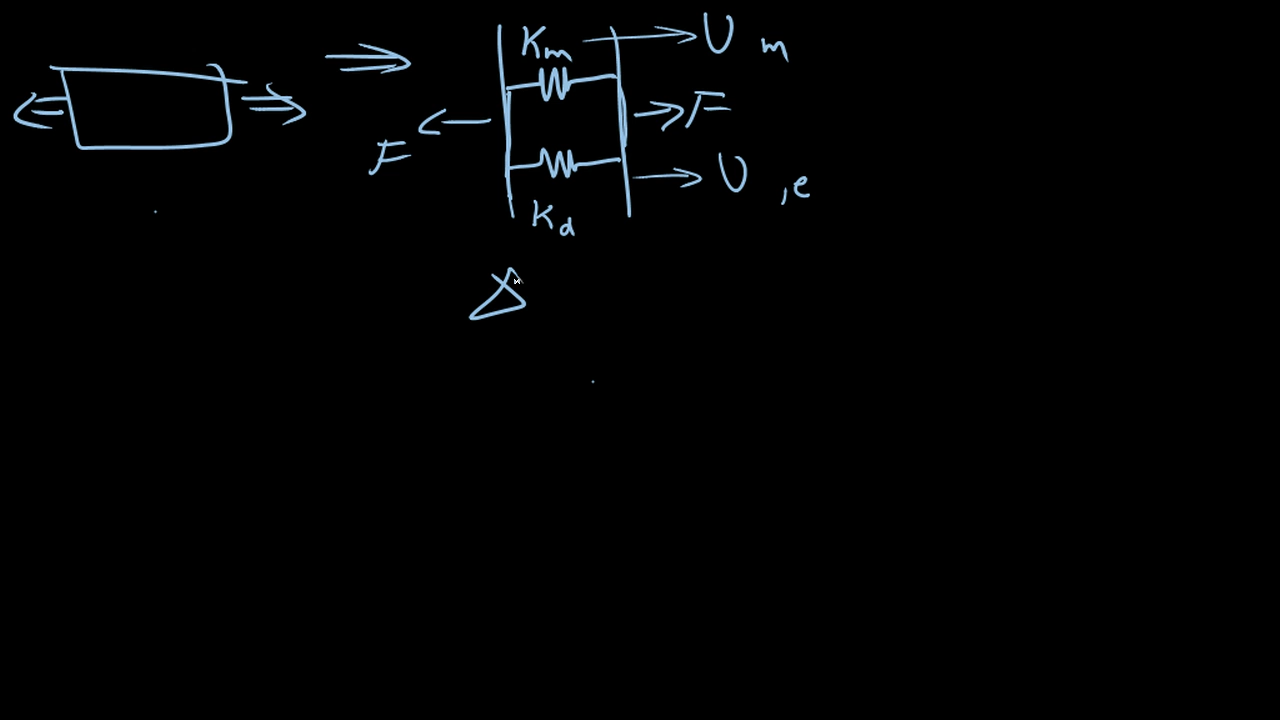 Km → U m
F ← → F
→ U , e
Kd
Δ